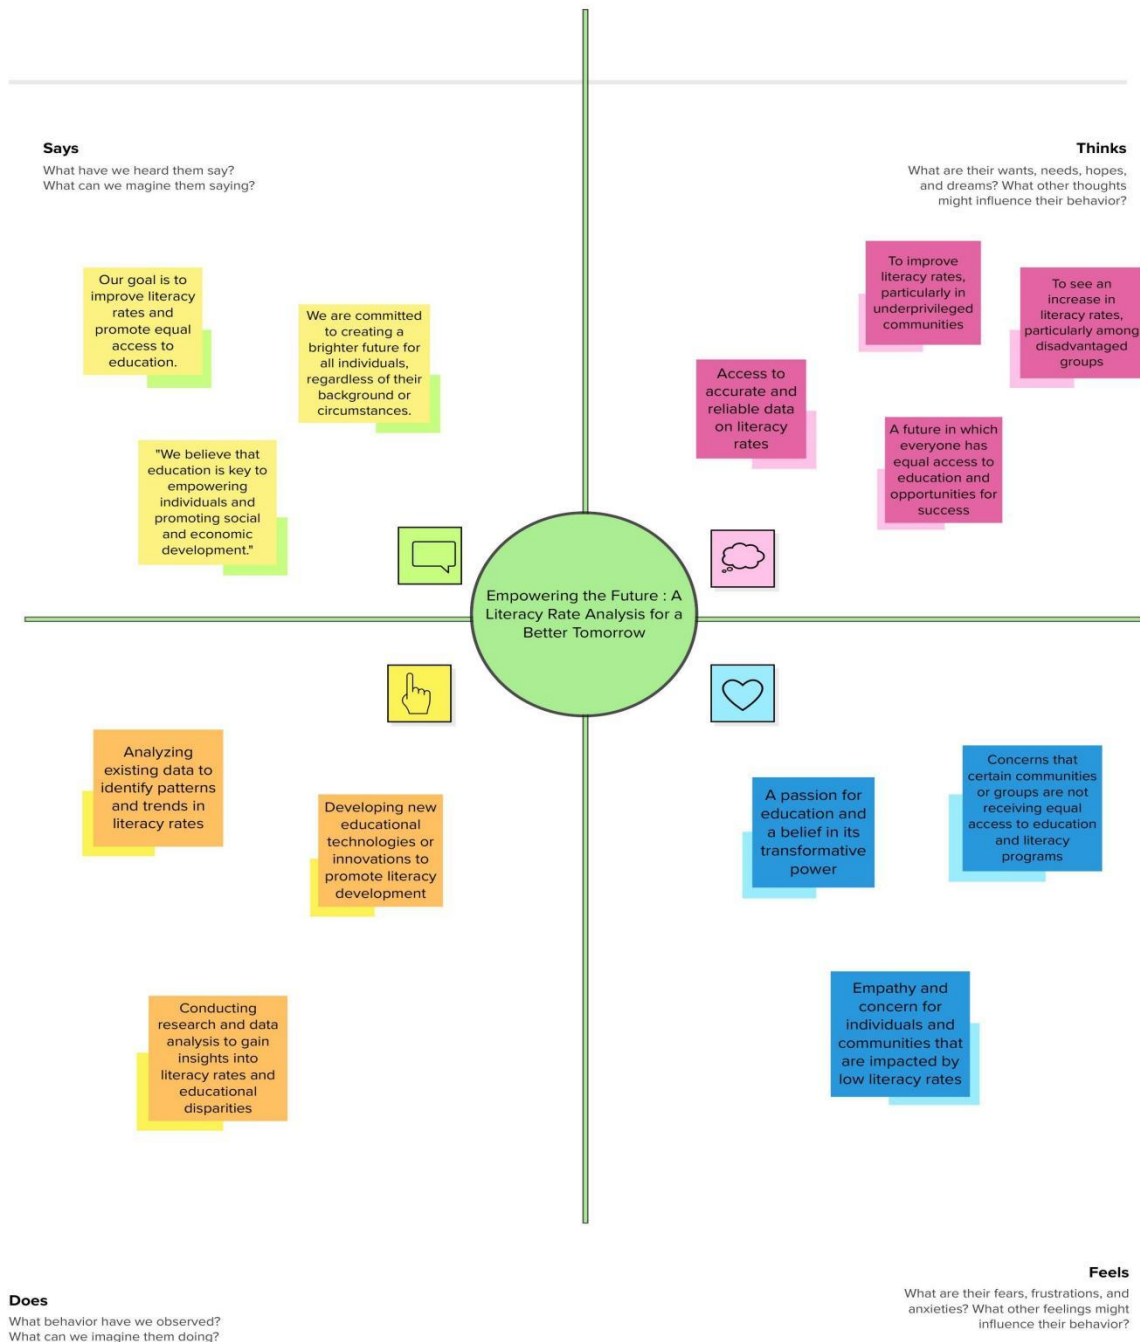 Says
What have we heard them say?
What can we magine them saying?
Our goal is to
improve literacy
rates and
promote equal
access to
education.
We are committed
to creating a
brighter future for
all individuals,
regardless of their
background or
circumstances.
"We believe that
education is key to
empowering
individuals and
promoting social
and economic
development."
Thinks
What are their wants, needs, hopes,
and dreams? What other thoughts
might influence their behavior?
To improve
literacy rates,
particularly in
underprivileged
communities
To see an
increase in
literacy rates,
particularly among
disadvantaged
groups
Access to
accurate and
reliable data
on literacy
rates
A future in which
everyone has
equal access to
education and
opportunities for
success
Empowering the Future : A
Literacy Rate Analysis for a
Better Tomorrow
Analyzing
existing data to
identify patterns
and trends in
literacy rates
Developing new
educational
technologies or
innovations to
promote literacy
development
Conducting
research and data
analysis to gain
insights into
literacy rates and
educational
disparities
Does
What behavior have we observed?
What can we imagine them doing?
A passion for
education and
a belief in its
transformative
power
Concerns that
certain communities
or groups are not
receiving equal
access to education
and literacy
programs
Empathy and
concern for
individuals and
communities that
are impacted by
low literacy rates
Feels
What are their fears, frustrations, and
anxieties? What other feelings might
influence their behavior?